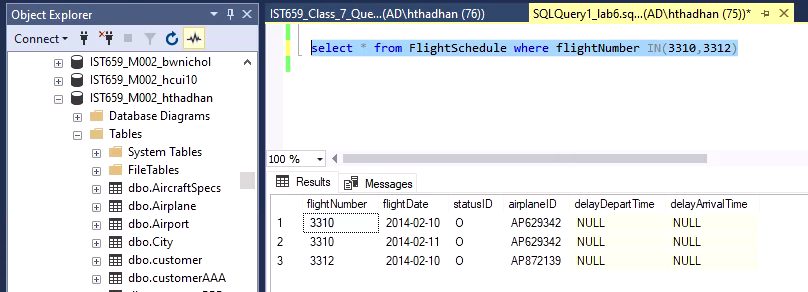 Object Explorer
Connect
IST659_M002_bwnichol
IST659_M002_hcui10
IST659_M002_hthadhan
Database Diagrams
Tables
System Tables
FileTables
dbo.AircraftSpecs
dbo.Airplane
dbo.Airport
dbo.City
dbo.customer
dbo.customerAAA
IST659_Class_7_Que...(AD\hthadhan (76))
SQLQuery1_lab6.sq...(AD\hthadhan (75))*
select * from FlightSchedule where flightNumber IN(3310,3312)
100 %
Results Messages
flightNumber flightDate statusID airplaneID delayDepartTime delayArrivalTime
1 3310 2014-02-10 O AP629342 NULL NULL
2 3310 2014-02-11 O AP629342 NULL NULL
3 3312 2014-02-10 O AP872139 NULL NULL